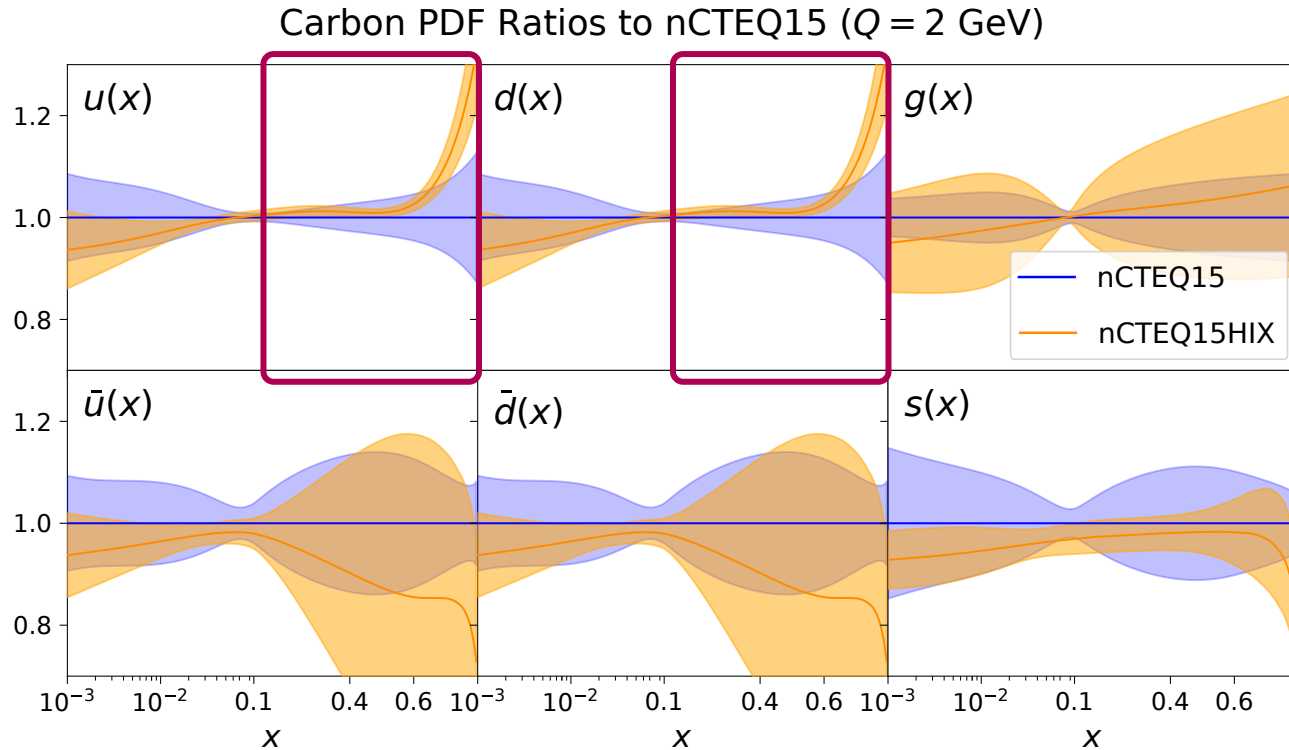 Carbon PDF Ratios to nCTEQ15 (Q = 2 GeV)
u(x)
d(x)
g(x)
1.2
1.0
0.8
nCTEQ15
nCTEQ15HIX
ū(x)
d̄(x)
s(x)
1.2
1.0
0.8
10⁻³ 10⁻² 0.1 0.4 0.6 10⁻³ 10⁻² 0.1 0.4 0.6 10⁻³ 10⁻² 0.1 0.4 0.6
x x x